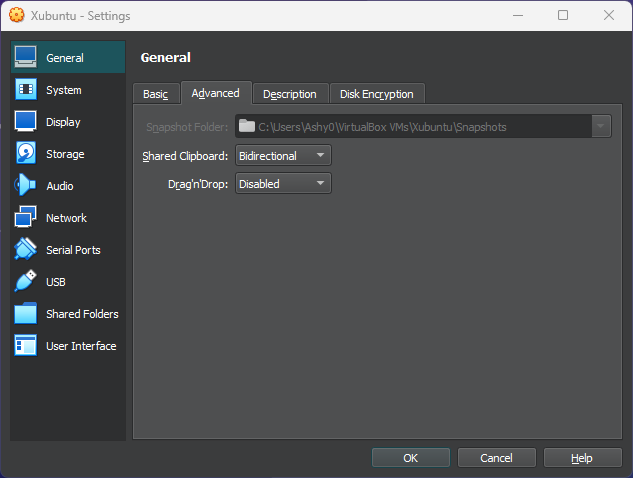 Xubuntu - Settings
General
System
Display
Storage
Audio
Network
Serial Ports
USB
Shared Folders
User Interface
General
Basic Advanced Description Disk Encryption
Snapshot Folder: C:\Users\Ashy0\VirtualBox VMs\Xubuntu\Snapshots
Shared Clipboard: Bidirectional
Drag'n'Drop: Disabled
OK Cancel Help